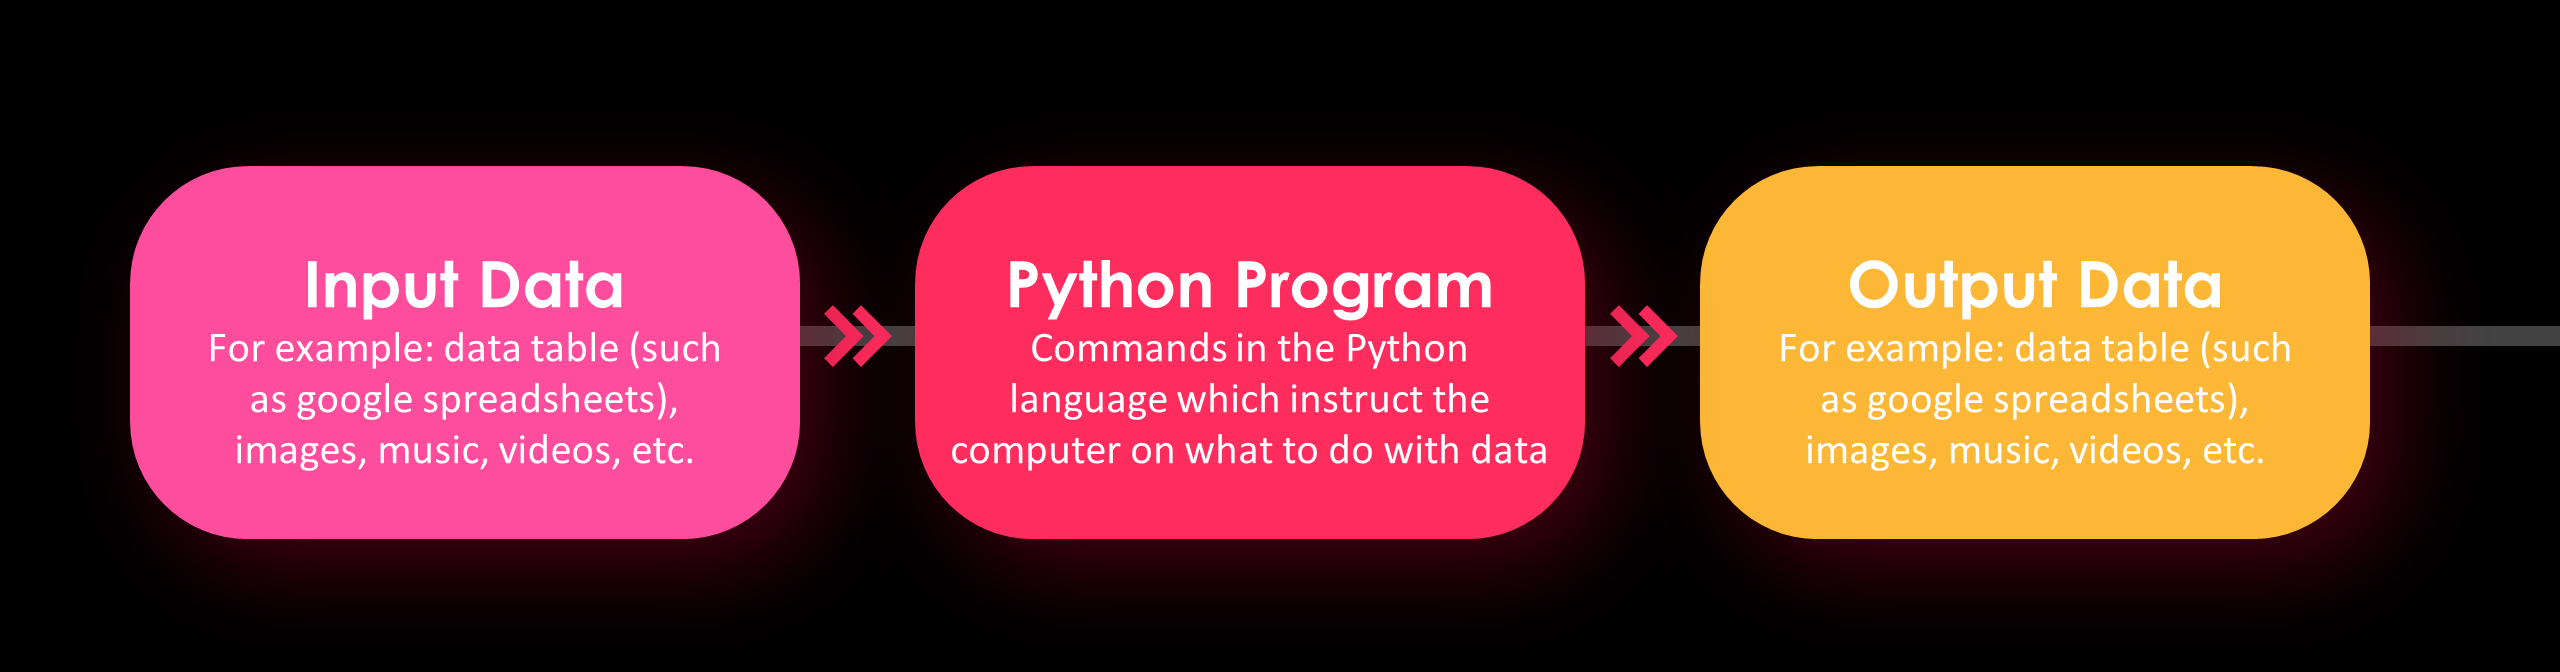 Input Data
For example: data table (such
as google spreadsheets),
images, music, videos, etc.
Python Program
Commands in the Python
language which instruct the
computer on what to do with data
Output Data
For example: data table (such
as google spreadsheets),
images, music, videos, etc.